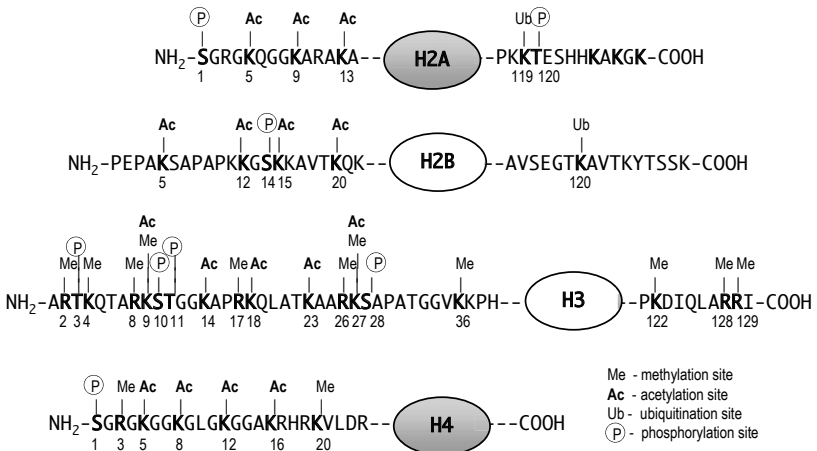 P Ac Ac Ac Ub P
NH2-SGRGKQGGKARAKA-- H2A --PKKTESHHKAKGK-COOH
1 5 9 13 119 120
Ac Ac P Ac Ac Ub
NH2-PEPAKSAPAPKKGSKKAVTKQK-- H2B --AVSEGTKAVTKYTSSK-COOH
5 12 14 15 20 120
Ac Ac
P Me P Me
Me Me Me P Ac Me Ac Ac Me P Me Me Me Me
NH2-ARTKQTARKSTGGKAPRKQLATKAARKSAPATGGVKKPH-- H3 --PKDIQLARRI-COOH
2 3 4 8 9 10 11 14 17 18 23 26 27 28 36 122 128 129
P Me Ac Ac Ac Ac Me
NH2-SGRGKGGKGLGKGGAKRHRKVLDR-- H4 ---COOH
1 3 5 8 12 16 20
Me - methylation site
Ac - acetylation site
Ub - ubiquitination site
P - phosphorylation site